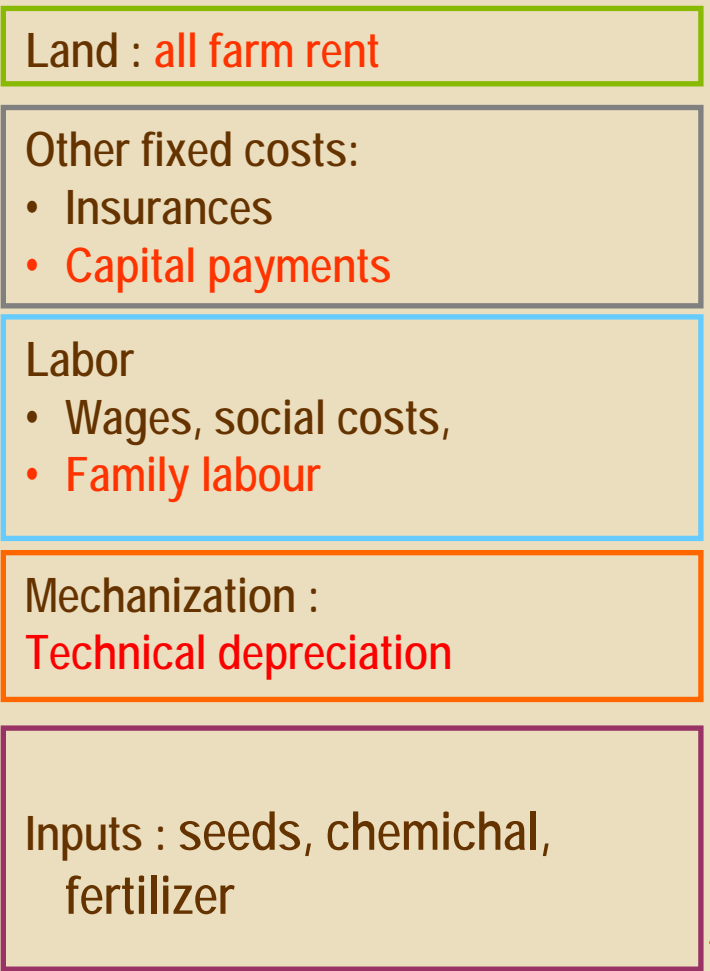 Land : all farm rent
Other fixed costs:
• Insurances
• Capital payments
Labor
• Wages, social costs,
• Family labour
Mechanization :
Technical depreciation
Inputs : seeds, chemichal,
fertilizer